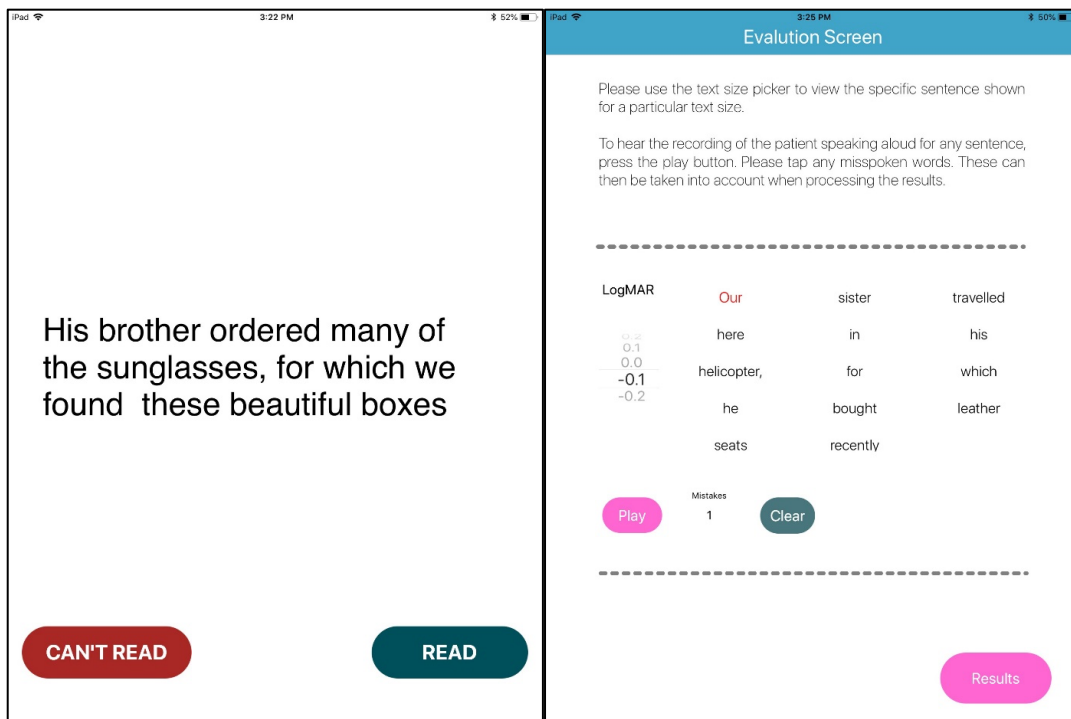 iPad 3:22 PM 52%
His brother ordered many of
the sunglasses, for which we
found  these beautiful boxes
CAN'T READ READ
iPad 3:25 PM 50%
Evalution Screen
Please use the text size picker to view the specific sentence shown
for a particular text size.
To hear the recording of the patient speaking aloud for any sentence,
press the play button. Please tap any misspoken words. These can
then be taken into account when processing the results.
LogMAR
0.2
0.1
0.0
-0.1
-0.2
Our sister travelled
here in his
helicopter, for which
he bought leather
seats recently
Mistakes
Play 1 Clear
Results